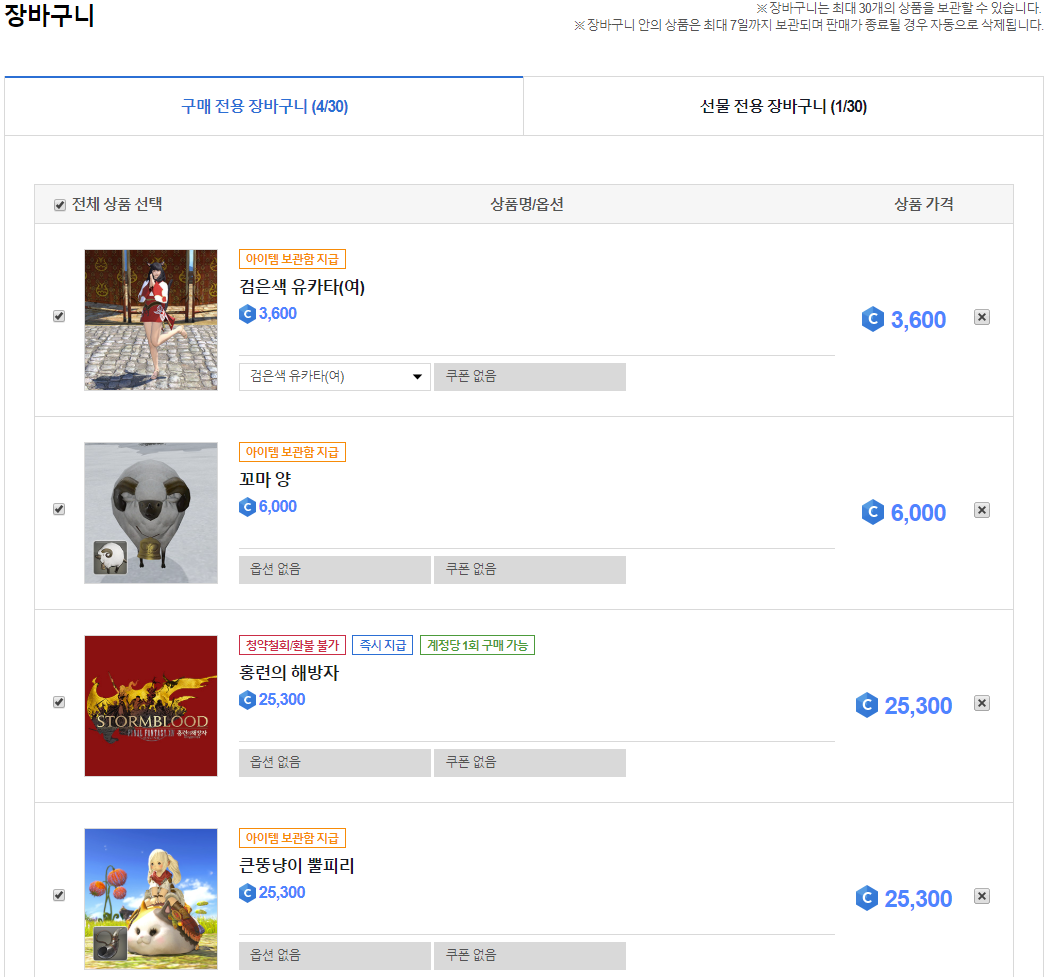 장바구니
※ 장바구니는 최대 30개의 상품을 보관할 수 있습니다.
※ 장바구니 안의 상품은 최대 7일까지 보관되며 판매가 종료될 경우 자동으로 삭제됩니다.
구매 전용 장바구니 (4/30)
선물 전용 장바구니 (1/30)
전체 상품 선택
상품명/옵션
상품 가격
아이템 보관함 지급
검은색 유카타(여)
C 3,600
C 3,600
검은색 유카타(여)
쿠폰 없음
아이템 보관함 지급
꼬마 양
C 6,000
C 6,000
옵션 없음
쿠폰 없음
STORMBLOOD
FINAL FANTASY XIV 홍련의 해방자
청약철회/환불 불가 즉시 지급 계정당 1회 구매 가능
홍련의 해방자
C 25,300
C 25,300
옵션 없음
쿠폰 없음
아이템 보관함 지급
큰뚱냥이 뿔피리
C 25,300
C 25,300
옵션 없음
쿠폰 없음